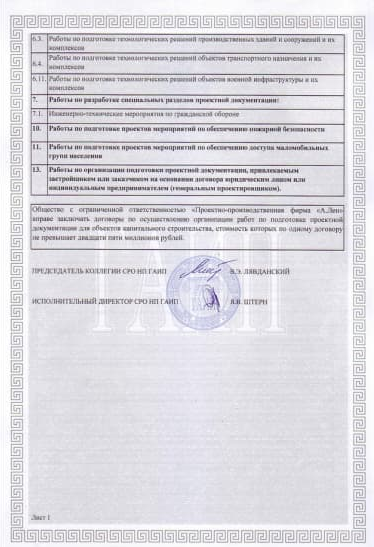 6.3. Работы по подготовке технологических решений производственных зданий и сооружений и их
комплексов
6.4. Работы по подготовке технологических решений объектов транспортного назначения и их
комплексов
6.11. Работы по подготовке технологических решений объектов военной инфраструктуры и их
комплексов
7. Работы по разработке специальных разделов проектной документации:
7.1. Инженерно-технические мероприятия по гражданской обороне
10. Работы по подготовке проектов мероприятий по обеспечению пожарной безопасности
11. Работы по подготовке проектов мероприятий по обеспечению доступа маломобильных
групп населения
13. Работы по организации подготовки проектной документации, привлекаемым
застройщиком или заказчиком на основании договора юридическим лицом или
индивидуальным предпринимателем (генеральным проектировщиком).
Общество с ограниченной ответственностью «Проектно-производственная фирма «А.Лен»
вправе заключать договоры по осуществлению организации работ по подготовке проектной
документации для объектов капитального строительства, стоимость которых по одному договору
не превышает двадцати пяти миллионов рублей.
ПРЕДСЕДАТЕЛЬ КОЛЛЕГИИ СРО НП ГАИП В.Э. ЛЯВДАНСКИЙ
ИСПОЛНИТЕЛЬНЫЙ ДИРЕКТОР СРО НП ГАИП Я.И. ШТЕРН
Лист 1